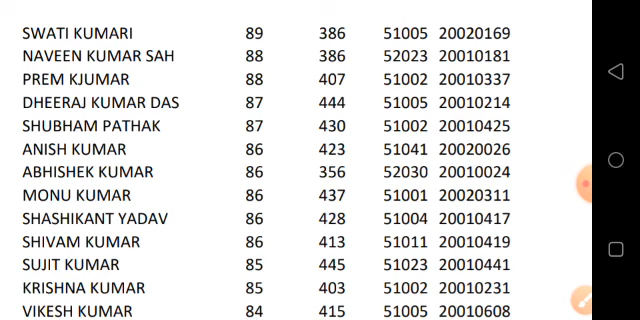 SWATI KUMARI 89 386 51005 20020169
NAVEEN KUMAR SAH 88 386 52023 20010181
PREM KJUMAR 88 407 51002 20010337
DHEERAJ KUMAR DAS 87 444 51005 20010214
SHUBHAM PATHAK 87 430 51002 20010425
ANISH KUMAR 86 423 51041 20020026
ABHISHEK KUMAR 86 356 52030 20010024
MONU KUMAR 86 437 51001 20020311
SHASHIKANT YADAV 86 428 51004 20010417
SHIVAM KUMAR 86 413 51011 20010419
SUJIT KUMAR 85 445 51023 20010441
KRISHNA KUMAR 85 403 51002 20010231
VIKESH KUMAR 84 415 51005 20010608